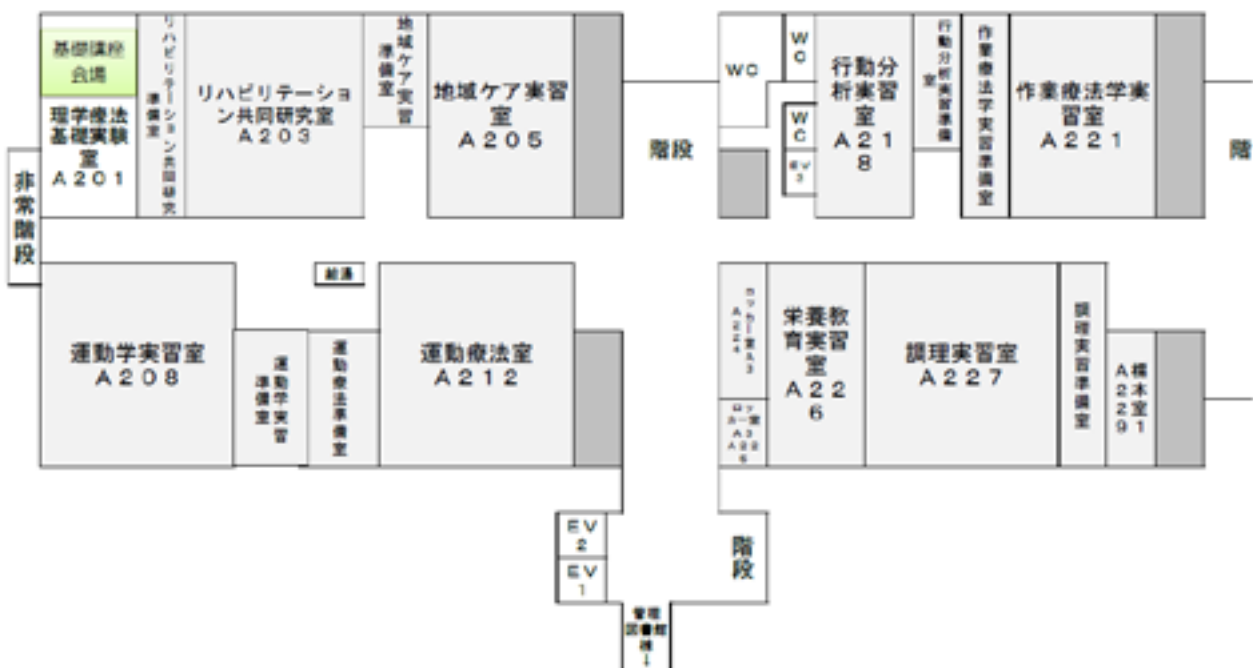 基礎講座
会場
理学療法
基礎実験
室
A201
リハビリテーション共同研究
準備室
リハビリテーショ
ン共同研究室
A203
地域ケア実習
準備室
地域ケア実習
室
A205
階段
WC
WC
WC
EV
3
行動分
析実習
室
A21
8
行動分析実習準備
室
作業療法学実習準備室
作業療法学実
習室
A221
階
非常階段
運動学実習室
A208
運動学実習
準備室
給湯
運動療法準備室
運動療法室
A212
A224
栄養教
育実習
室
A22
6
調理実習室
A227
調理実習準備室
標本室1
A229
EV
2
EV
1
階段
管理
図書館
棟
↓